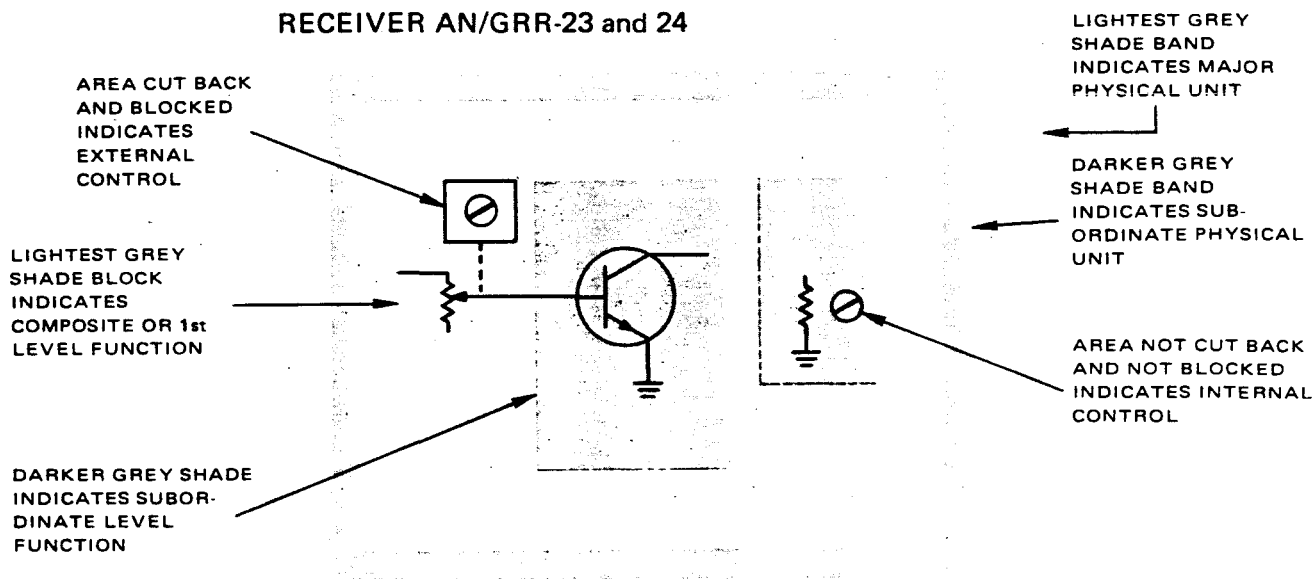 RECEIVER AN/GRR-23 and 24
AREA CUT BACK
AND BLOCKED
INDICATES
EXTERNAL
CONTROL
LIGHTEST GREY
SHADE BLOCK
INDICATES
COMPOSITE OR 1st
LEVEL FUNCTION
DARKER GREY SHADE
INDICATES SUBOR-
DINATE LEVEL
FUNCTION
LIGHTEST GREY
SHADE BAND
INDICATES MAJOR
PHYSICAL UNIT
DARKER GREY
SHADE BAND
INDICATES SUB-
ORDINATE PHYSICAL
UNIT
AREA NOT CUT BACK
AND NOT BLOCKED
INDICATES INTERNAL
CONTROL